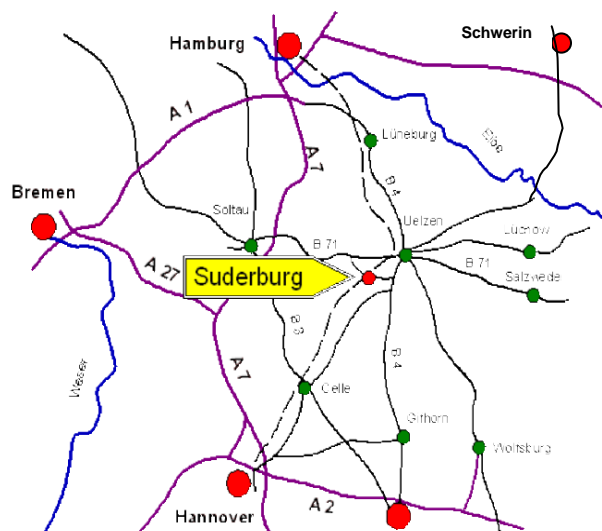 Schwerin
Hamburg
A 1
Lüneburg
Elbe
A 7
B 4
Bremen
Soltau
Uelzen
Lüchow
B 71
B 71
A 27
Suderburg
Salzwede
B 3
Weser
A 7
B 4
Celle
Gifhorn
Wolfsburg
A 2
Hannover